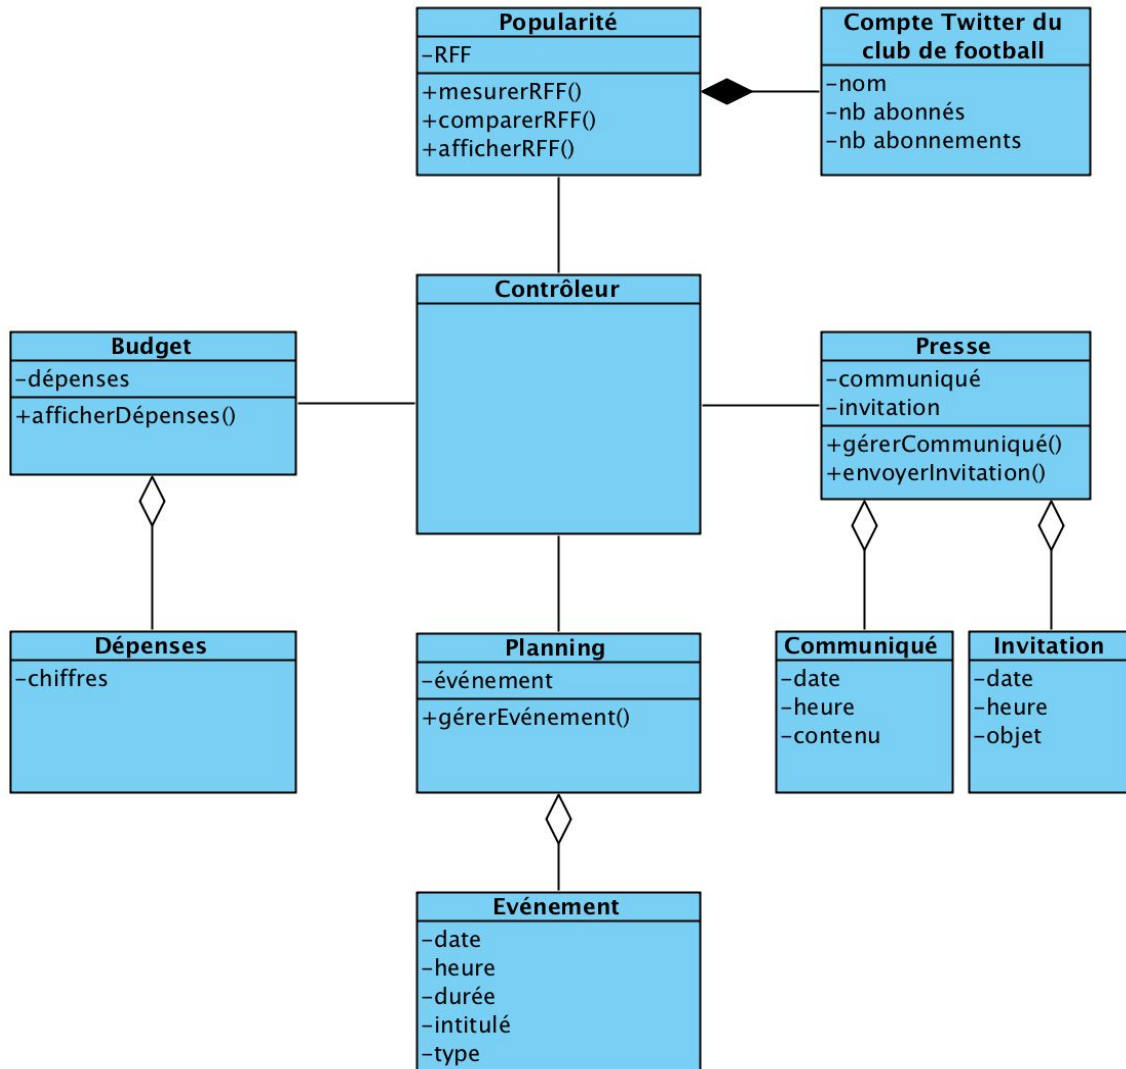 Popularité
-RFF
+mesurerRFF()
+comparerRFF()
+afficherRFF()
Compte Twitter du
club de football
-nom
-nb abonnés
-nb abonnements
Contrôleur
Budget
-dépenses
+afficherDépenses()
Presse
-communiqué
-invitation
+gérerCommuniqué()
+envoyerInvitation()
Dépenses
-chiffres
Planning
-événement
+gérerEvénement()
Communiqué
-date
-heure
-contenu
Invitation
-date
-heure
-objet
Evénement
-date
-heure
-durée
-intitulé
-type